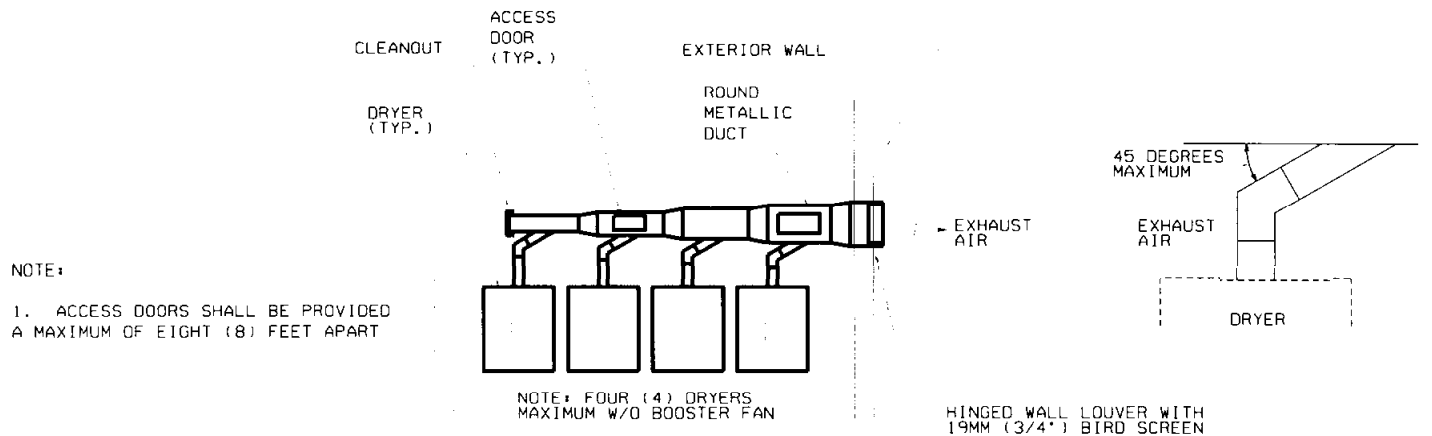 CLEANOUT
ACCESS
DOOR
(TYP.)
EXTERIOR WALL
DRYER
(TYP.)
ROUND
METALLIC
DUCT
45 DEGREES
MAXIMUM
EXHAUST
AIR
EXHAUST
AIR
DRYER
NOTE:
1. ACCESS DOORS SHALL BE PROVIDED
A MAXIMUM OF EIGHT (8) FEET APART
NOTE: FOUR (4) DRYERS
MAXIMUM W/O BOOSTER FAN
HINGED WALL LOUVER WITH
19MM (3/4") BIRD SCREEN